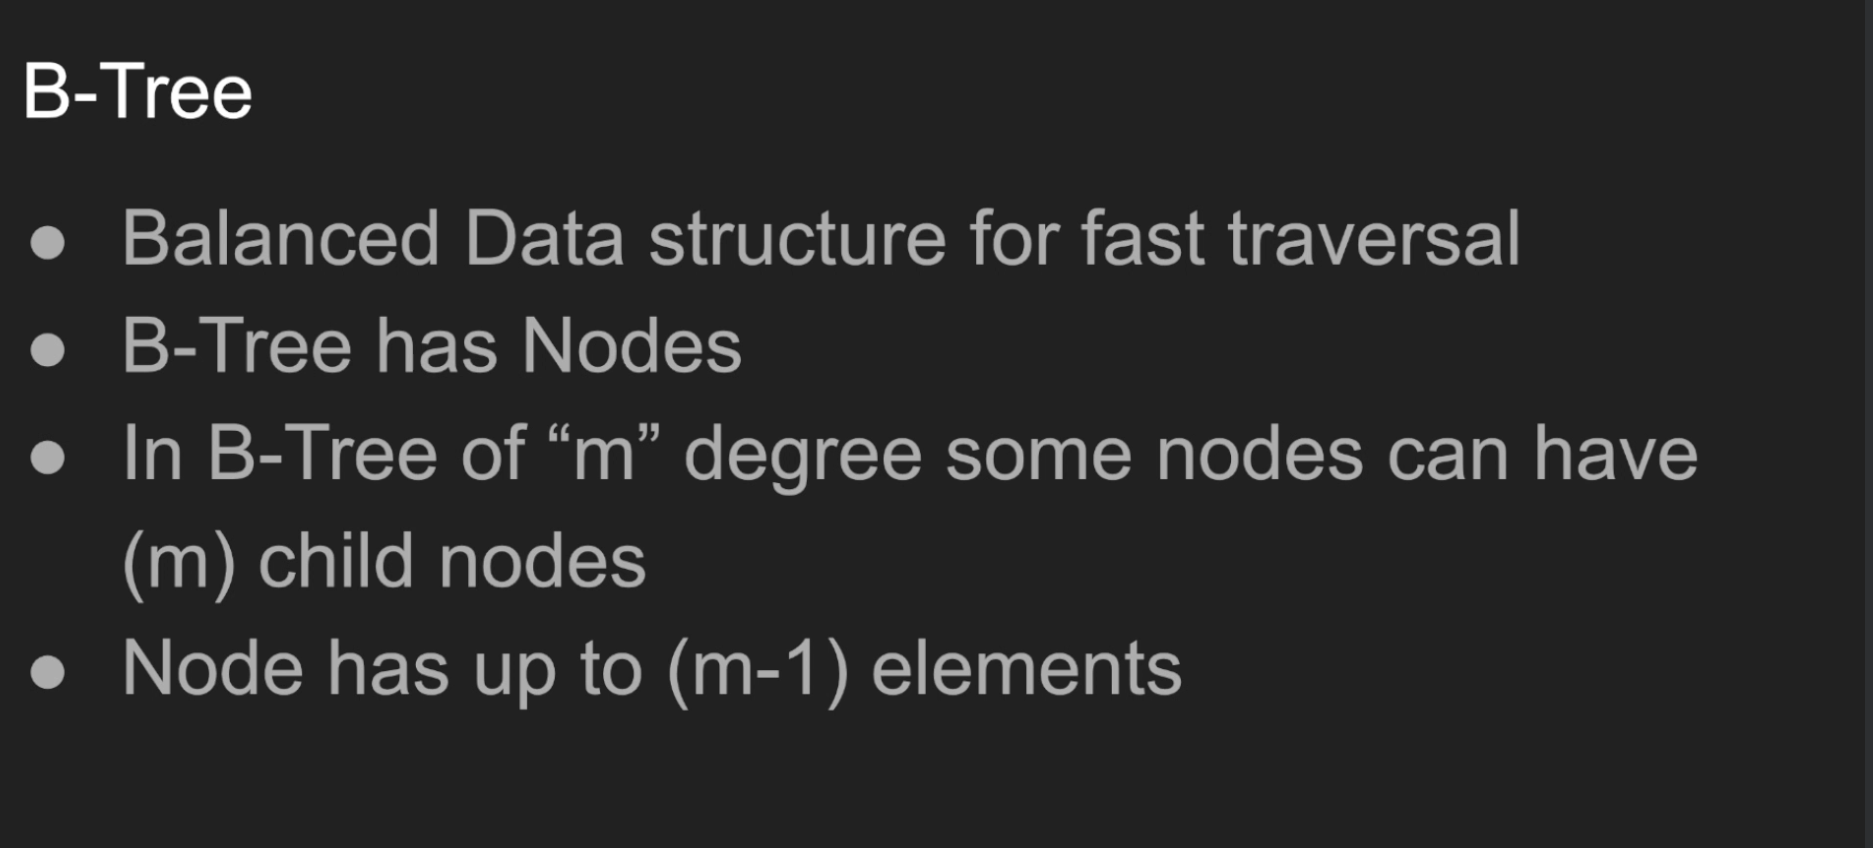 B-Tree
● Balanced Data structure for fast traversal
● B-Tree has Nodes
● In B-Tree of “m” degree some nodes can have
(m) child nodes
● Node has up to (m-1) elements